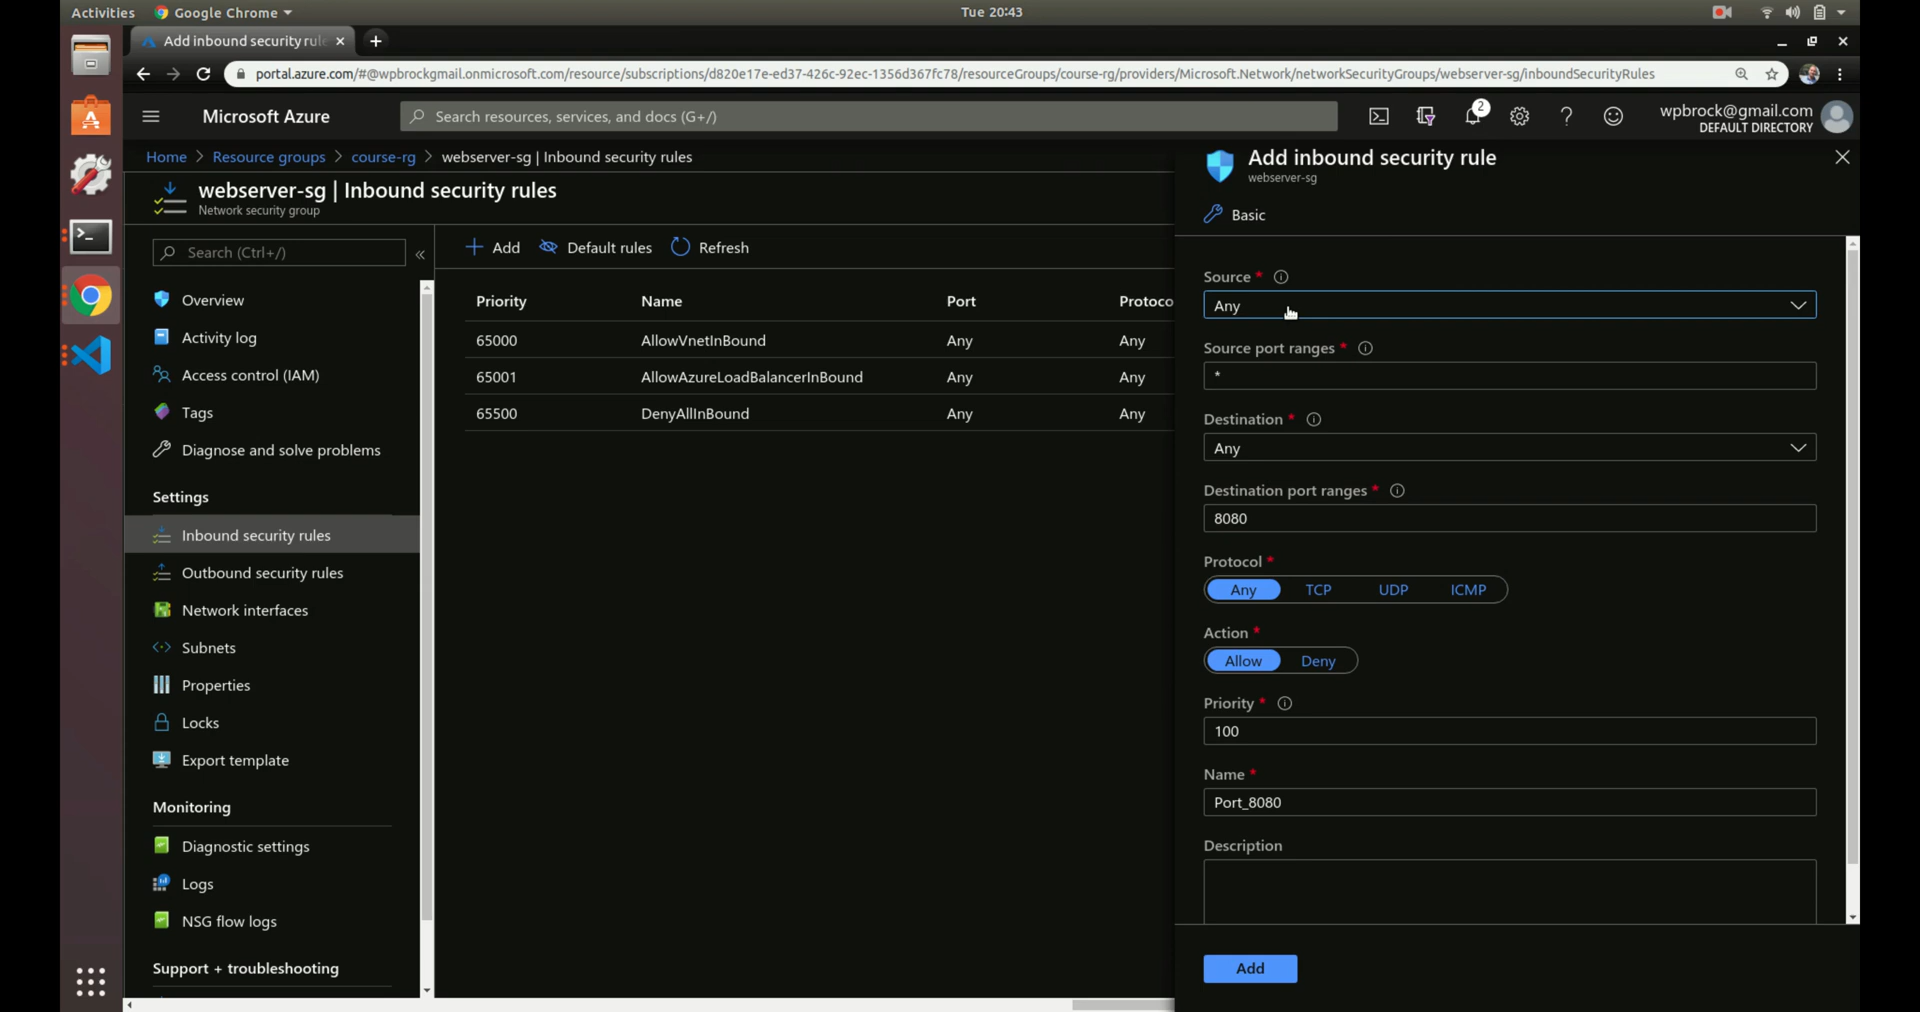 Activities
Google Chrome
Tue 20:43
Add inbound security rule
portal.azure.com/#@wpbrockgmail.onmicrosoft.com/resource/subscriptions/d820e17e-ed37-426c-92ec-1356d367fc78/resourceGroups/course-rg/providers/Microsoft.Network/networkSecurityGroups/webserver-sg/inboundSecurityRules
Microsoft Azure
Search resources, services, and docs (G+/)
2
wpbrock@gmail.com
DEFAULT DIRECTORY
Home > Resource groups > course-rg > webserver-sg | Inbound security rules
webserver-sg | Inbound security rules
Network security group
Search (Ctrl+/)
«
Overview
Activity log
Access control (IAM)
Tags
Diagnose and solve problems
Settings
Inbound security rules
Outbound security rules
Network interfaces
Subnets
Properties
Locks
Export template
Monitoring
Diagnostic settings
Logs
NSG flow logs
Support + troubleshooting
Add
Default rules
Refresh
Priority Name Port Protoco
65000 AllowVnetInBound Any Any
65001 AllowAzureLoadBalancerInBound Any Any
65500 DenyAllInBound Any Any
Add inbound security rule
webserver-sg
Basic
Source *
Any
Source port ranges *
*
Destination *
Any
Destination port ranges *
8080
Protocol *
Any TCP UDP ICMP
Action *
Allow Deny
Priority *
100
Name *
Port_8080
Description
Add